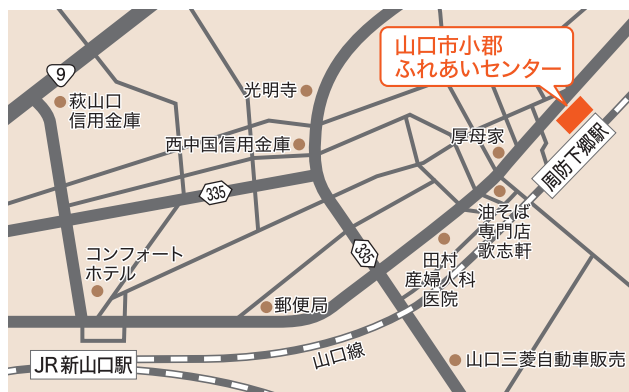 山口市小郡
ふれあいセンター
9
萩山口
信用金庫
光明寺
西中国信用金庫
厚母家
周防下郷駅
335
油そば
専門店
歌志軒
335
コンフォート
ホテル
田村
産婦人科
医院
郵便局
山口線
JR新山口駅
山口三菱自動車販売